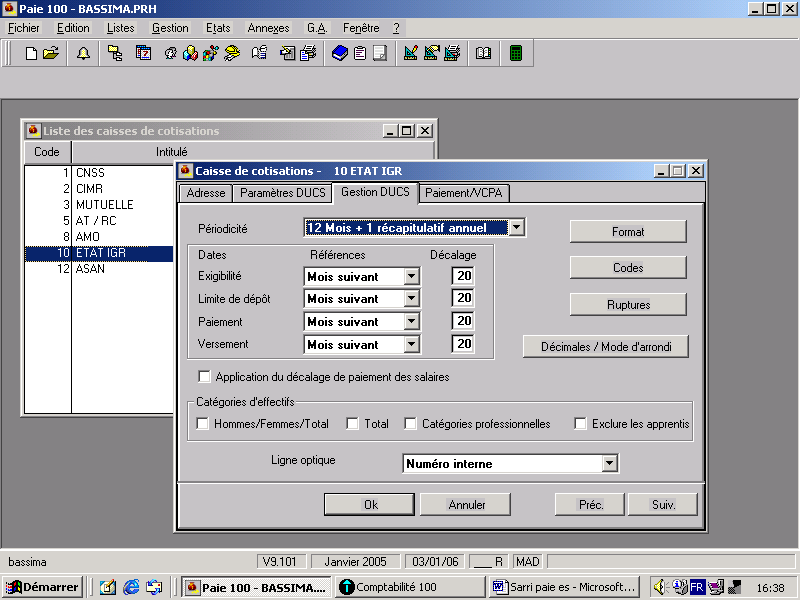 Paie 100 - BASSIMA.PRH
Fichier Edition Listes Gestion Etats Annexes G.A. Fenêtre ?
Liste des caisses de cotisations
Code Intitulé
1 CNSS
2 CIMR
3 MUTUELLE
5 AT / RC
8 AMO
10 ETAT IGR
12 ASAN
Caisse de cotisations - 10 ETAT IGR
Adresse Paramètres DUCS Gestion DUCS Paiement/VCPA
Périodicité 12 Mois + 1 récapitulatif annuel Format
Dates Références Décalage
Exigibilité Mois suivant 20 Codes
Limite de dépôt Mois suivant 20 Ruptures
Paiement Mois suivant 20
Versement Mois suivant 20 Décimales / Mode d'arrondi
Application du décalage de paiement des salaires
Catégories d'effectifs
Hommes/Femmes/Total Total Catégories professionnelles Exclure les apprentis
Ligne optique Numéro interne
Ok Annuler Préc. Suiv.
bassima V9.101 Janvier 2005 03/01/06 ___ R MAD
Démarrer Paie 100 - BASSIMA.... Comptabilité 100 Sarri paie es - Microsoft... FR 16:38